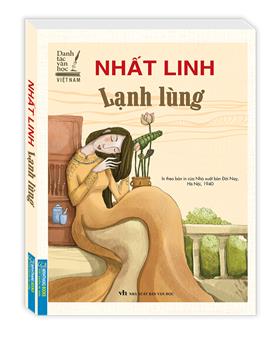 Danh
tác văn học
VIỆT NAM
NHẤT LINH
Lạnh lùng
In theo bản in của Nhà xuất bản Đời Nay,
Hà Nội, 1940
NHÀ XUẤT BẢN VĂN HỌC
NHẤT LINH
Lạnh lùng